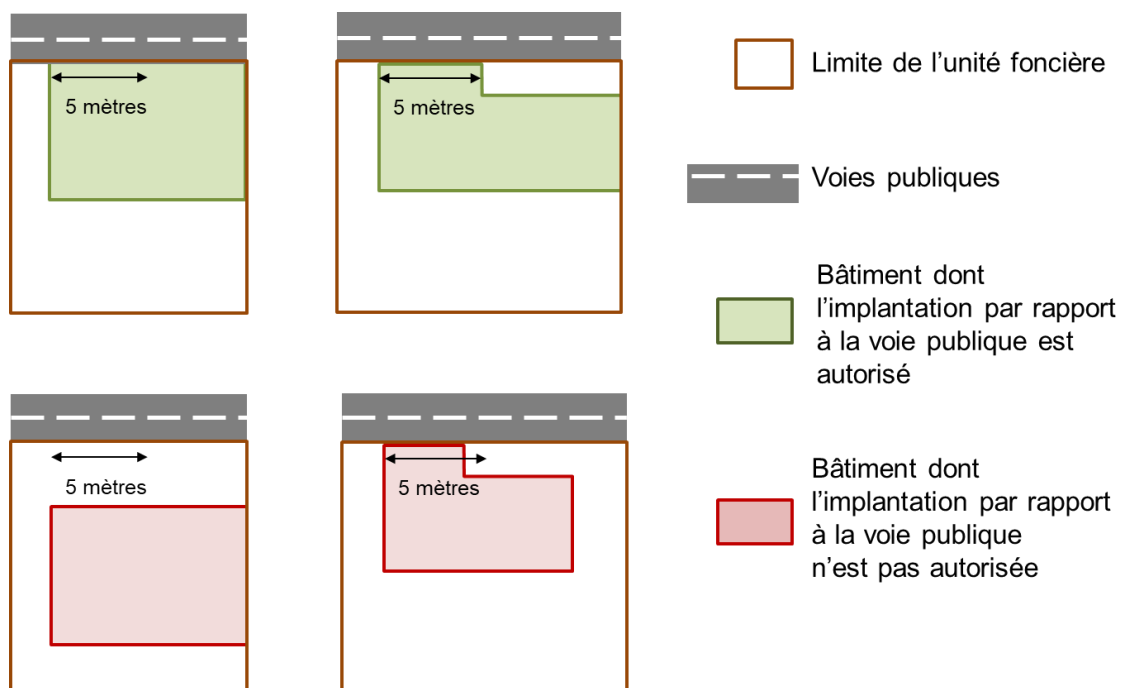 5 mètres
5 mètres
5 mètres
5 mètres
Limite de l’unité foncière
Voies publiques
Bâtiment dont
l’implantation par rapport
à la voie publique est
autorisé
Bâtiment dont
l’implantation par rapport
à la voie publique
n’est pas autorisée